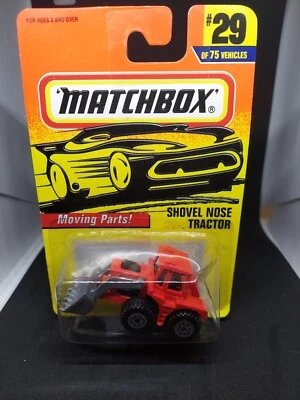 FOR AGES 3 AND OVER
#29
OF 75 VEHICLES
MATCHBOX®
Moving Parts!
SHOVEL NOSE
TRACTOR